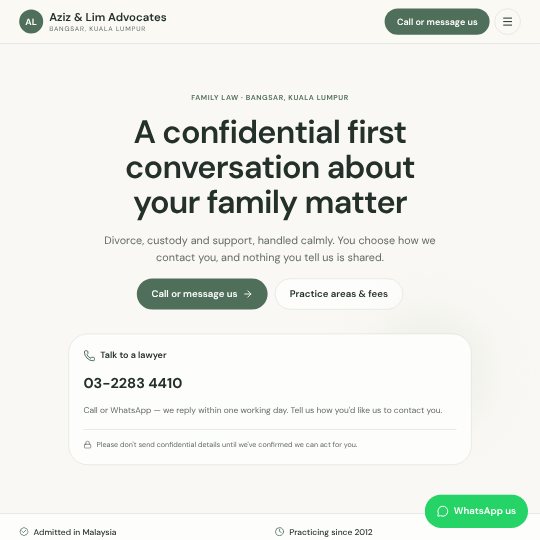 AL
Aziz & Lim Advocates
BANGSAR, KUALA LUMPUR
Call or message us
FAMILY LAW · BANGSAR, KUALA LUMPUR
A confidential first
conversation about
your family matter
Divorce, custody and support, handled calmly. You choose how we
contact you, and nothing you tell us is shared.
Call or message us →
Practice areas & fees
Talk to a lawyer
03-2283 4410
Call or WhatsApp — we reply within one working day. Tell us how you'd like us to contact you.
Please don't send confidential details until we've confirmed we can act for you.
WhatsApp us
Admitted in Malaysia
Practicing since 2012